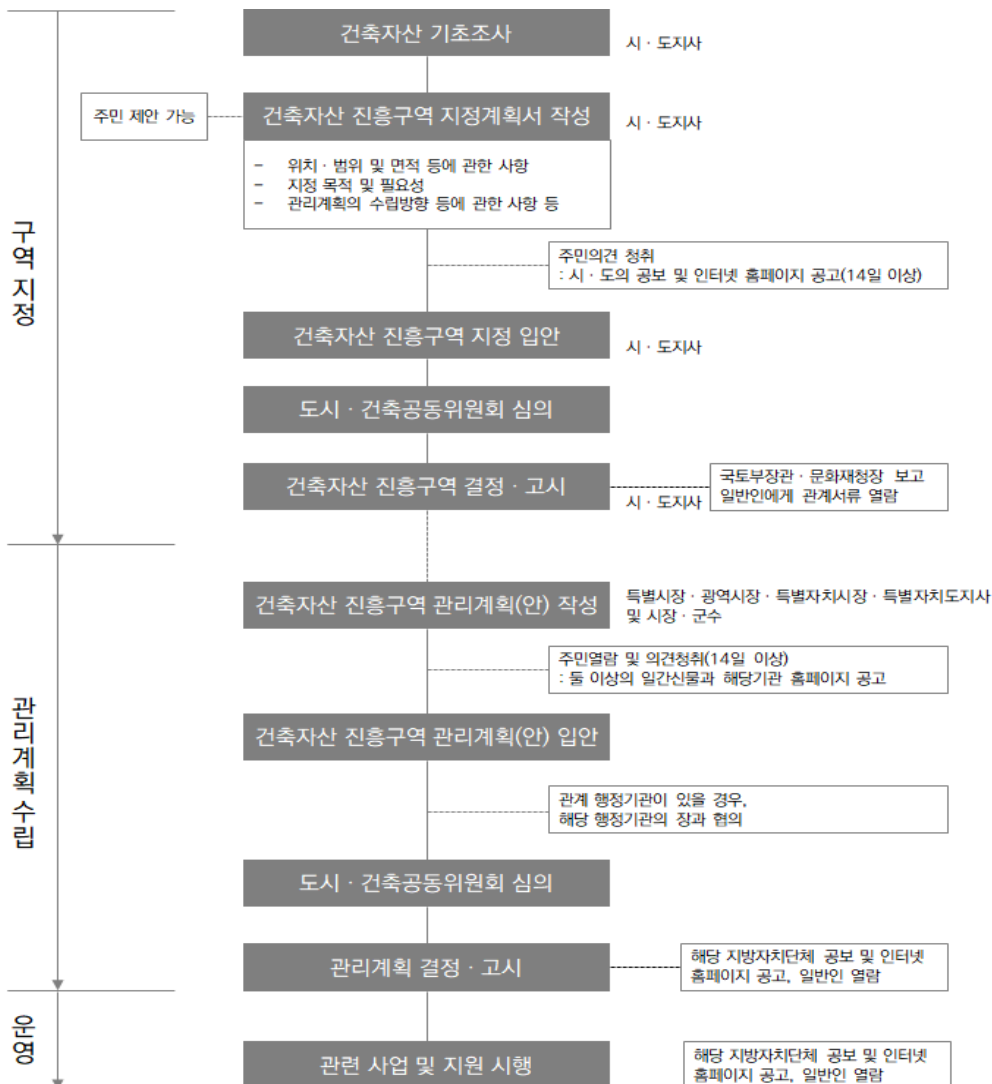 건축자산 기초조사
시 · 도지사
주민 제안 가능
건축자산 진흥구역 지정계획서 작성
시 · 도지사
- 위치 · 범위 및 면적 등에 관한 사항
- 지정 목적 및 필요성
- 관리계획의 수립방향 등에 관한 사항 등
구역 지정
주민의견 청취
: 시 · 도의 공보 및 인터넷 홈페이지 공고(14일 이상)
건축자산 진흥구역 지정 입안
시 · 도지사
도시 · 건축공동위원회 심의
건축자산 진흥구역 결정 · 고시
시 · 도지사
국토부장관 · 문화재청장 보고
일반인에게 관계서류 열람
건축자산 진흥구역 관리계획(안) 작성
특별시장 · 광역시장 · 특별자치시장 · 특별자치도지사
및 시장 · 군수
주민열람 및 의견청취(14일 이상)
: 둘 이상의 일간신물과 해당기관 홈페이지 공고
관리계획 수립
건축자산 진흥구역 관리계획(안) 입안
관계 행정기관이 있을 경우,
해당 행정기관의 장과 협의
도시 · 건축공동위원회 심의
관리계획 결정 · 고시
해당 지방자치단체 공보 및 인터넷
홈페이지 공고, 일반인 열람
운영
관련 사업 및 지원 시행
해당 지방자치단체 공보 및 인터넷
홈페이지 공고, 일반인 열람